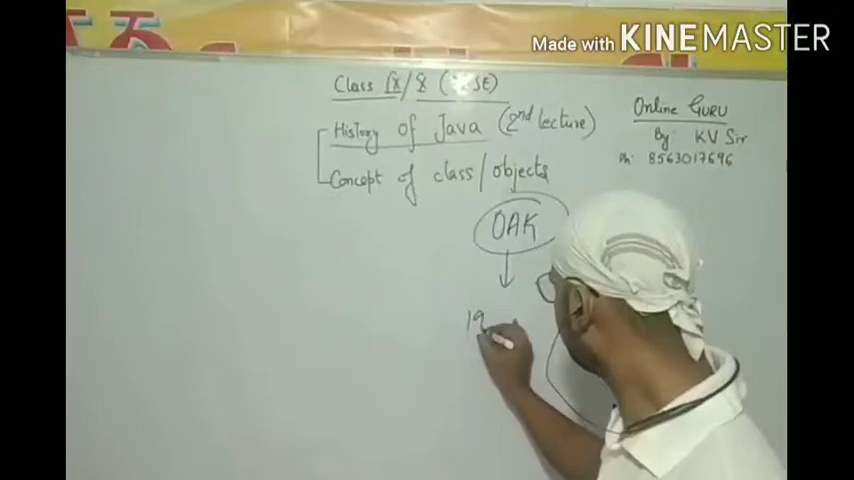 Made with KINEMASTER
Class IX/X (ICSE)
History of Java (2nd lecture)
Concept of class/objects
Online GURU
By: KV Sir
Ph: 8563017696
OAK
19